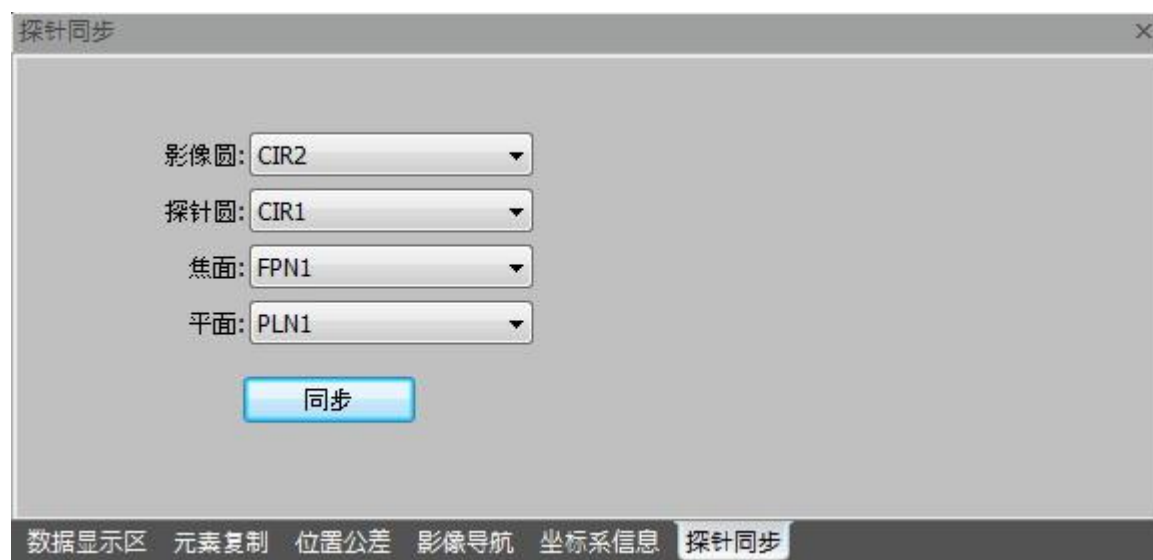 探针同步
影像圆: CIR2
探针圆: CIR1
焦面: FPN1
平面: PLN1
同步
数据显示区 元素复制 位置公差 影像导航 坐标系信息 探针同步